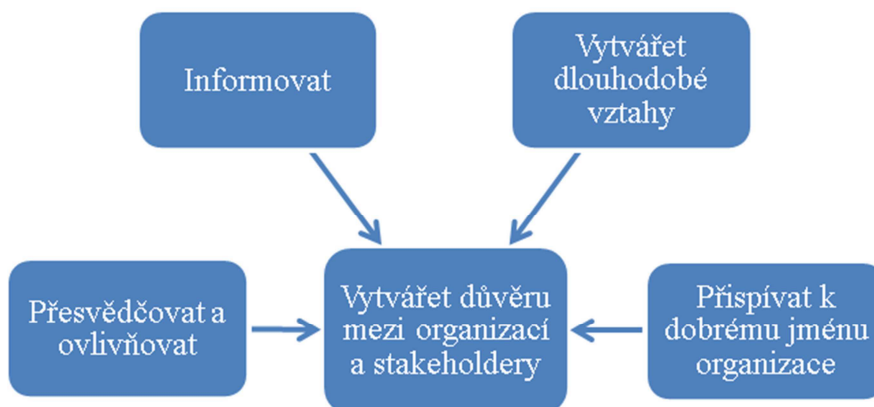 Informovat
Vytvářet
dlouhodobé
vztahy
Přesvědčovat a
ovlivňovat
Vytvářet důvěru
mezi organizací
a stakeholdery
Přispívat k
dobrému jménu
organizace